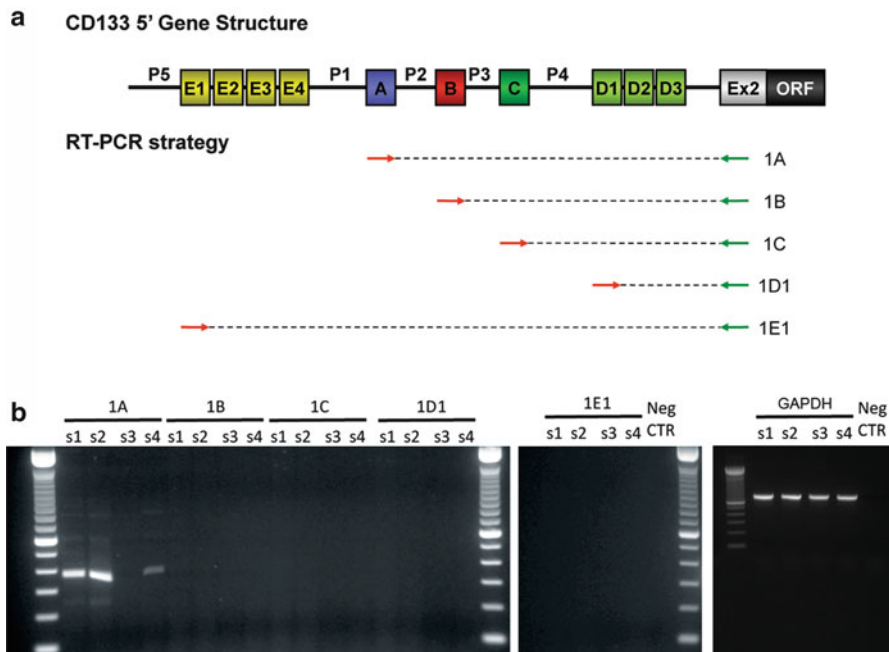 a
CD133 5' Gene Structure
P5 E1 E2 E3 E4 P1 A P2 B P3 C P4 D1 D2 D3 Ex2 ORF
RT-PCR strategy
1A
1B
1C
1D1
1E1
b
1A 1B 1C 1D1 1E1 Neg GAPDH Neg
s1 s2 s3 s4 s1 s2 s3 s4 s1 s2 s3 s4 s1 s2 s3 s4 s1 s2 s3 s4 CTR s1 s2 s3 s4 CTR